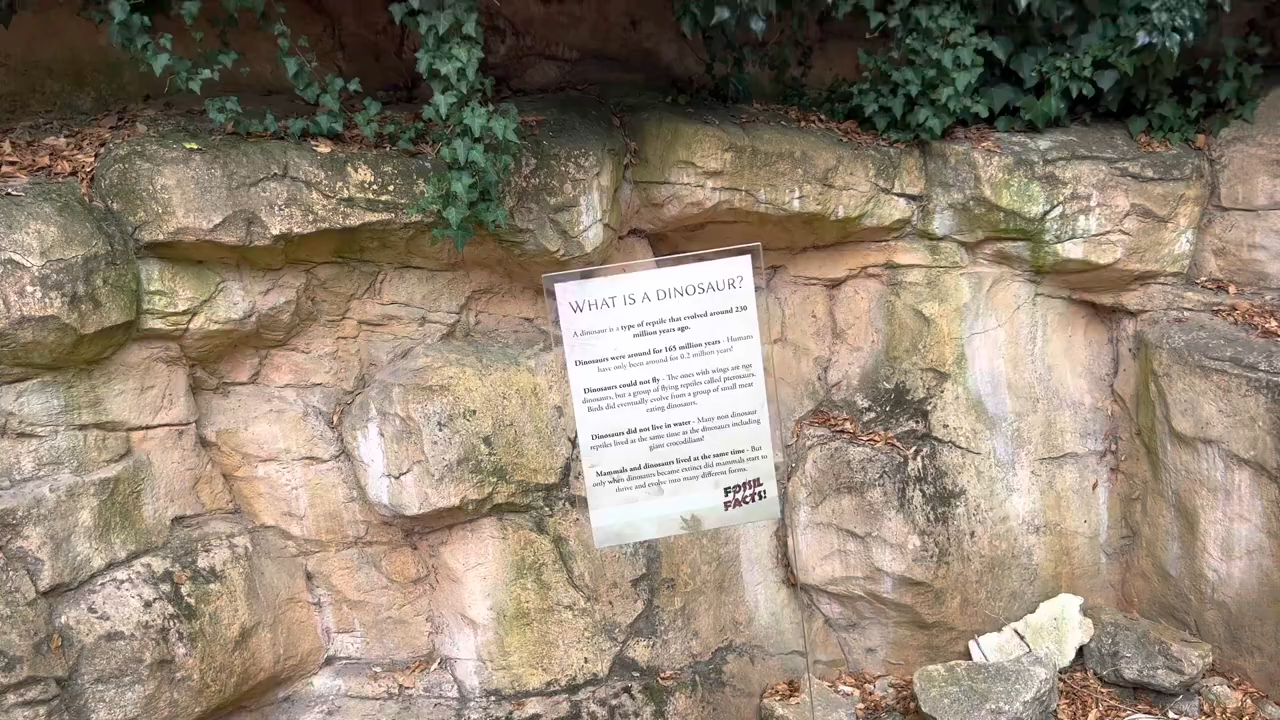 WHAT IS A DINOSAUR?
A dinosaur is a type of reptile that evolved around 230
million years ago.
Dinosaurs were around for 165 million years - Humans
have only been around for 0.2 million years!
Dinosaurs could not fly - The ones with wings are not
dinosaurs, but a group of flying reptiles called pterosaurs.
Birds did eventually evolve from a group of small meat
eating dinosaurs.
Dinosaurs did not live in water - Many non dinosaur
reptiles lived at the same time as the dinosaurs including
giant crocodilians!
Mammals and dinosaurs lived at the same time - But
only when dinosaurs became extinct did mammals start to
thrive and evolve into many different forms.
FOSSIL
FACTS!